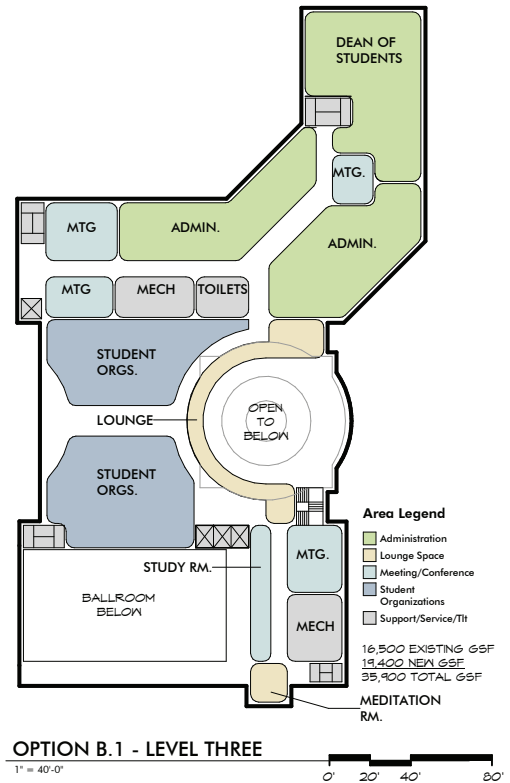 DEAN OF
STUDENTS
MTG.
MTG
ADMIN.
ADMIN.
MTG
MECH
TOILETS
STUDENT
ORGS.
LOUNGE
OPEN
TO
BELOW
STUDENT
ORGS.
STUDY RM.
MTG.
BALLROOM
BELOW
MECH
MEDITATION
RM.
Area Legend
Administration
Lounge Space
Meeting/Conference
Student
Organizations
Support/Service/Tlt
16,500 EXISTING GSF
19,400 NEW GSF
35,900 TOTAL GSF
OPTION B.1 - LEVEL THREE
1" = 40'-0"
0' 20' 40' 80'